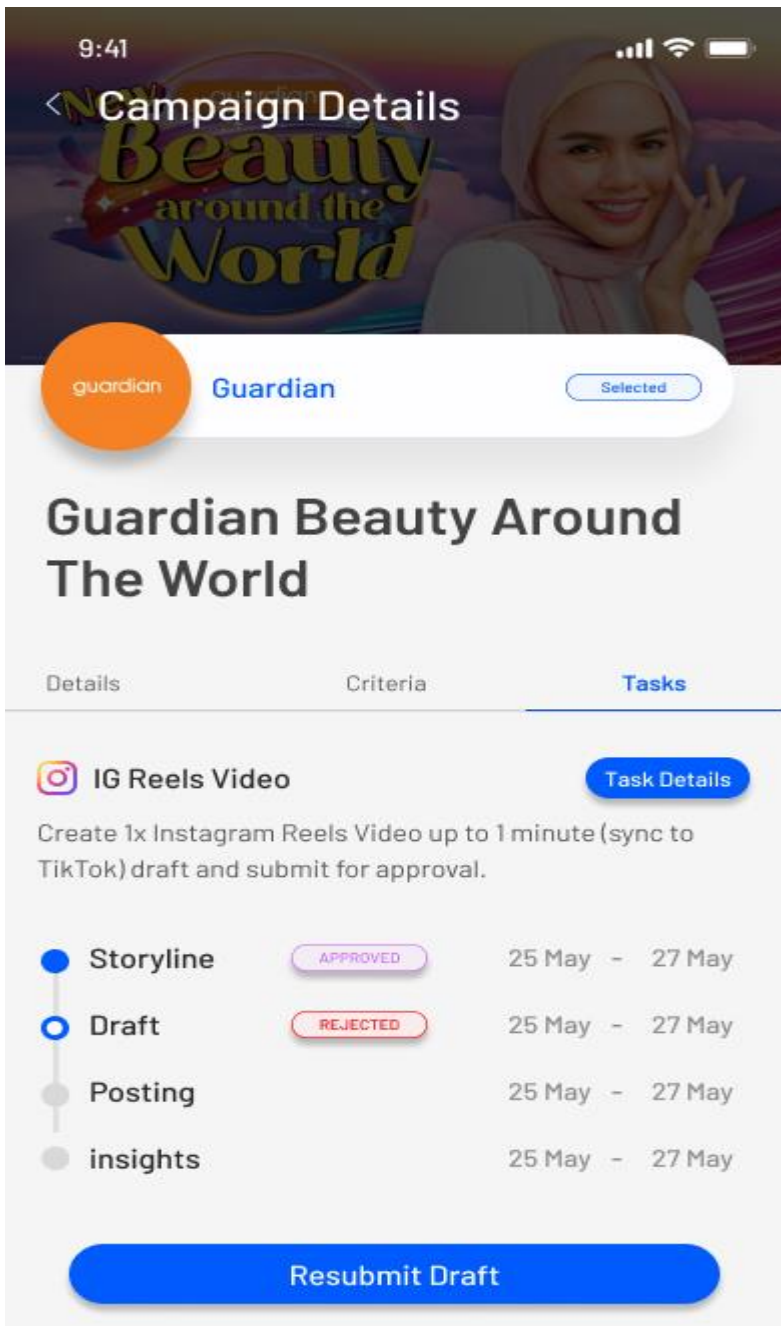 9:41
Campaign Details
New guardian
Beauty
around the
World
guardian Guardian Selected
Guardian Beauty Around
The World
Details Criteria Tasks
IG Reels Video Task Details
Create 1x Instagram Reels Video up to 1 minute (sync to
TikTok) draft and submit for approval.
Storyline APPROVED 25 May - 27 May
Draft REJECTED 25 May - 27 May
Posting 25 May - 27 May
insights 25 May - 27 May
Resubmit Draft